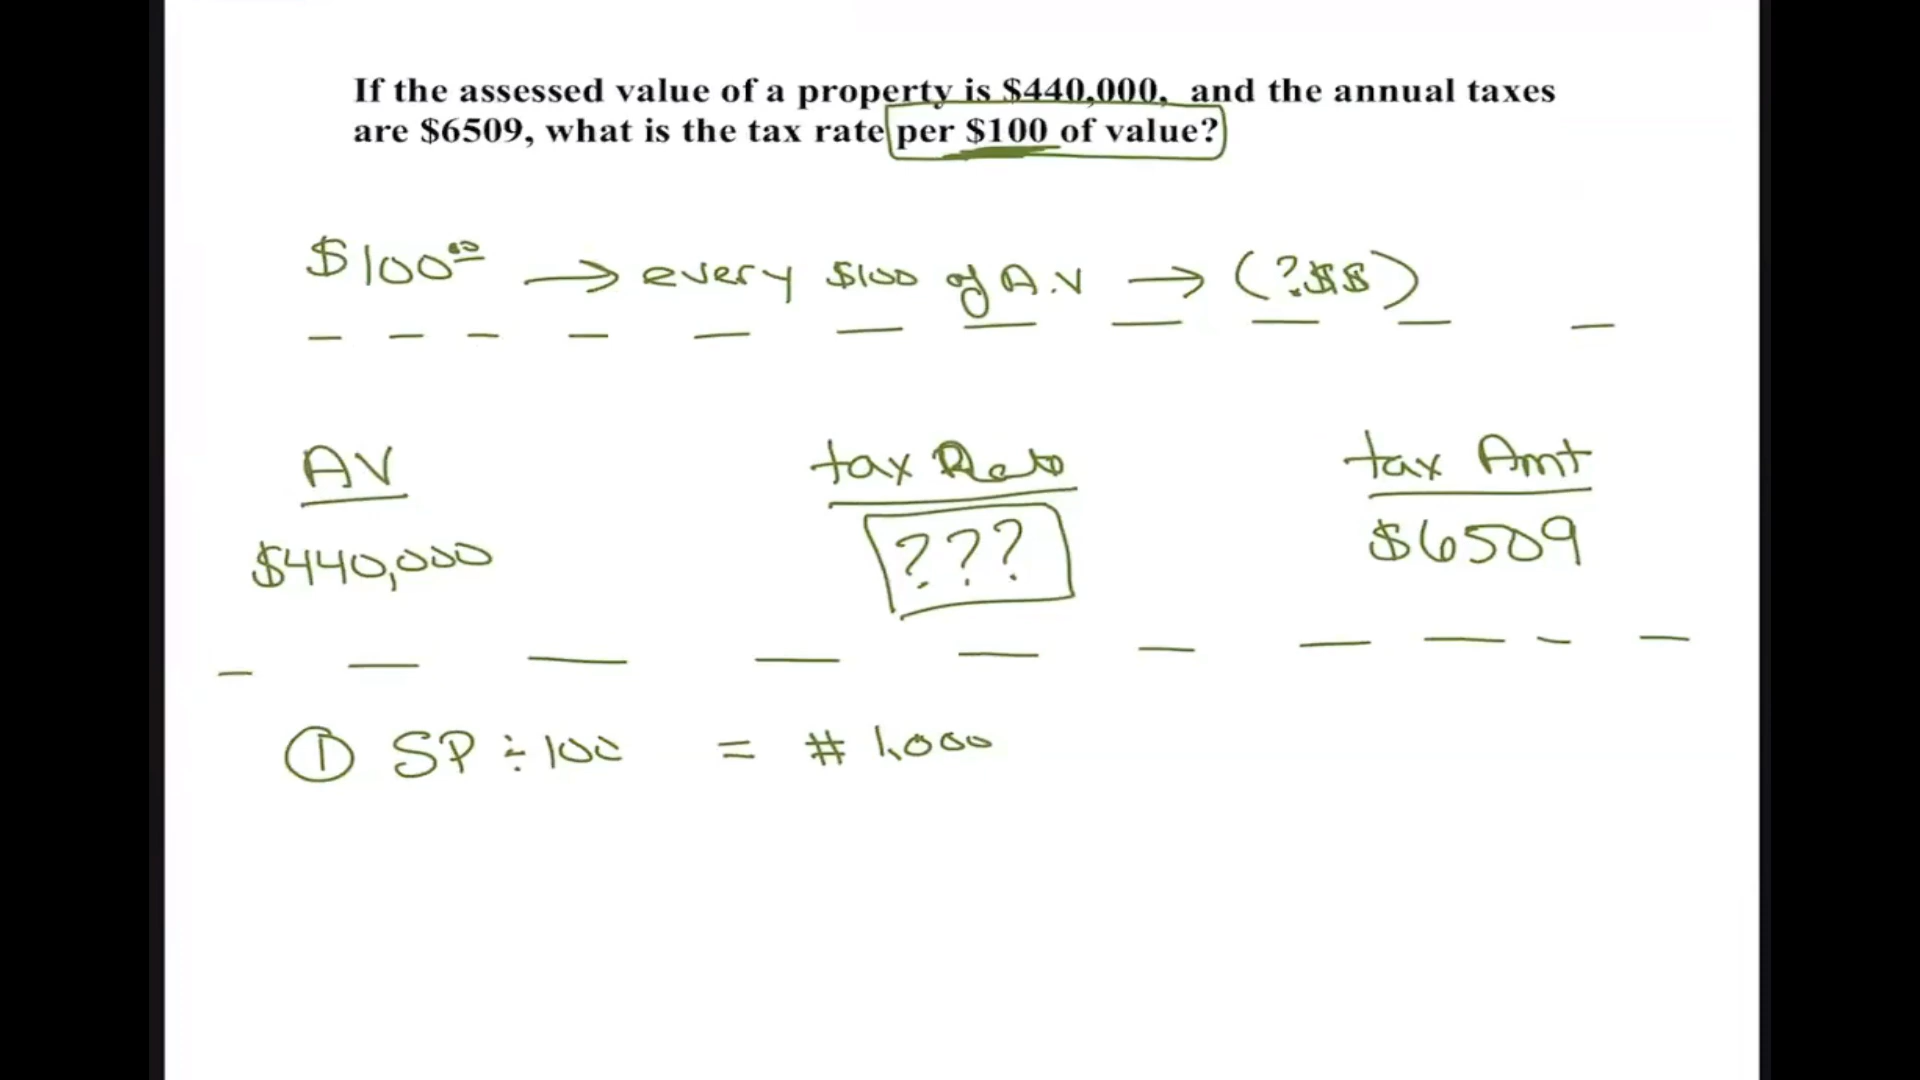 If the assessed value of a property is $440,000, and the annual taxes
are $6509, what is the tax rate per $100 of value?
$100.00 → every $100 of A.V → (?$$)
AV tax Rate tax Amt
$440,000 ??? $6509
① SP ÷ 100 = # 1,000